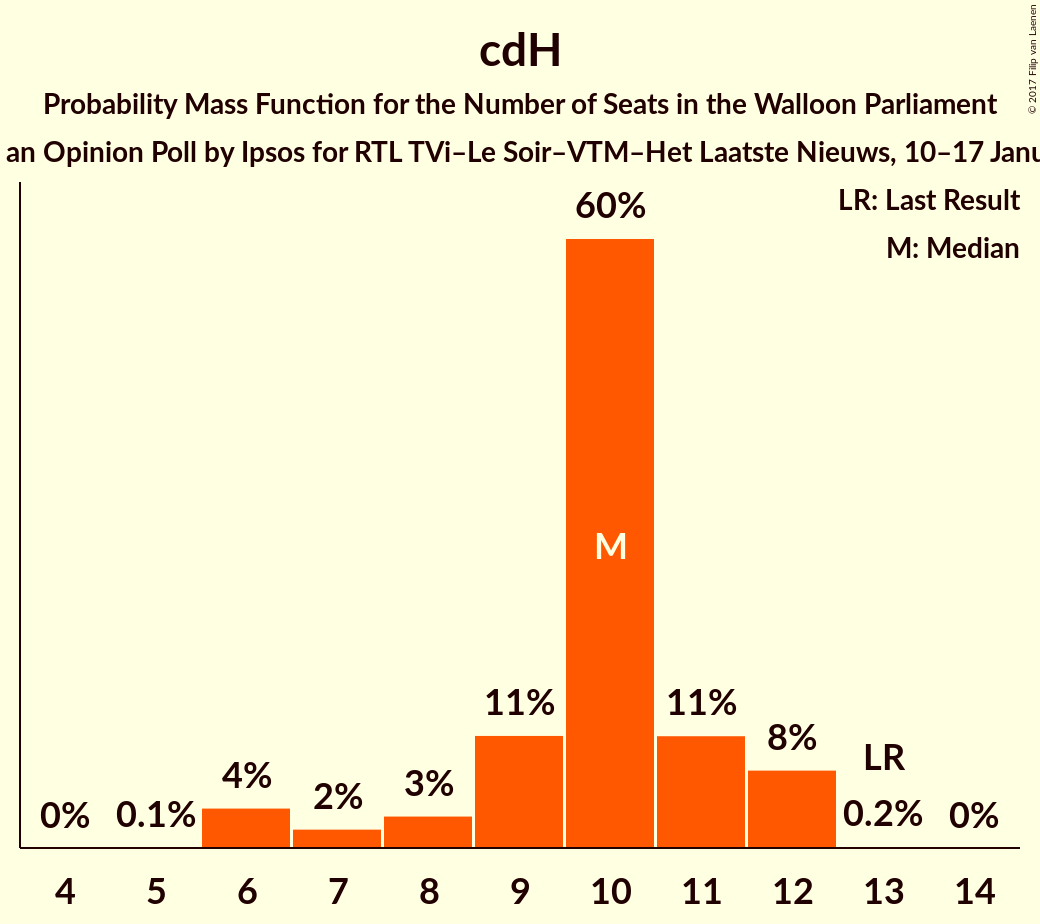 cdH
Probability Mass Function for the Number of Seats in the Walloon Parliament
an Opinion Poll by Ipsos for RTL TVi–Le Soir–VTM–Het Laatste Nieuws, 10–17 Janu
© 2017 Filip van Laenen
LR: Last Result
M: Median
60%
M
11%
11%
8%
4%
2%
3%
LR
0%
0.1%
0.2%
0%
4 5 6 7 8 9 10 11 12 13 14